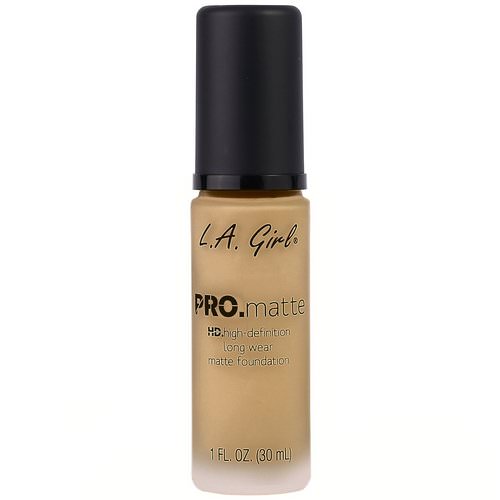 L.A. Girl®
PRO.matte
HD.high-definition
long wear
matte foundation
1 FL. OZ. (30 mL)